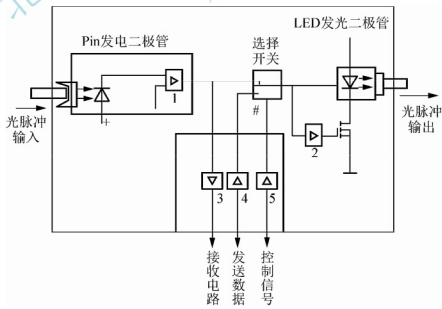 Pin发电二极管
LED发光二极管
选择
开关
1
+
#
光脉冲
输入
光脉冲
输出
2
3
4
5
接收电路
发送数据
控制信号